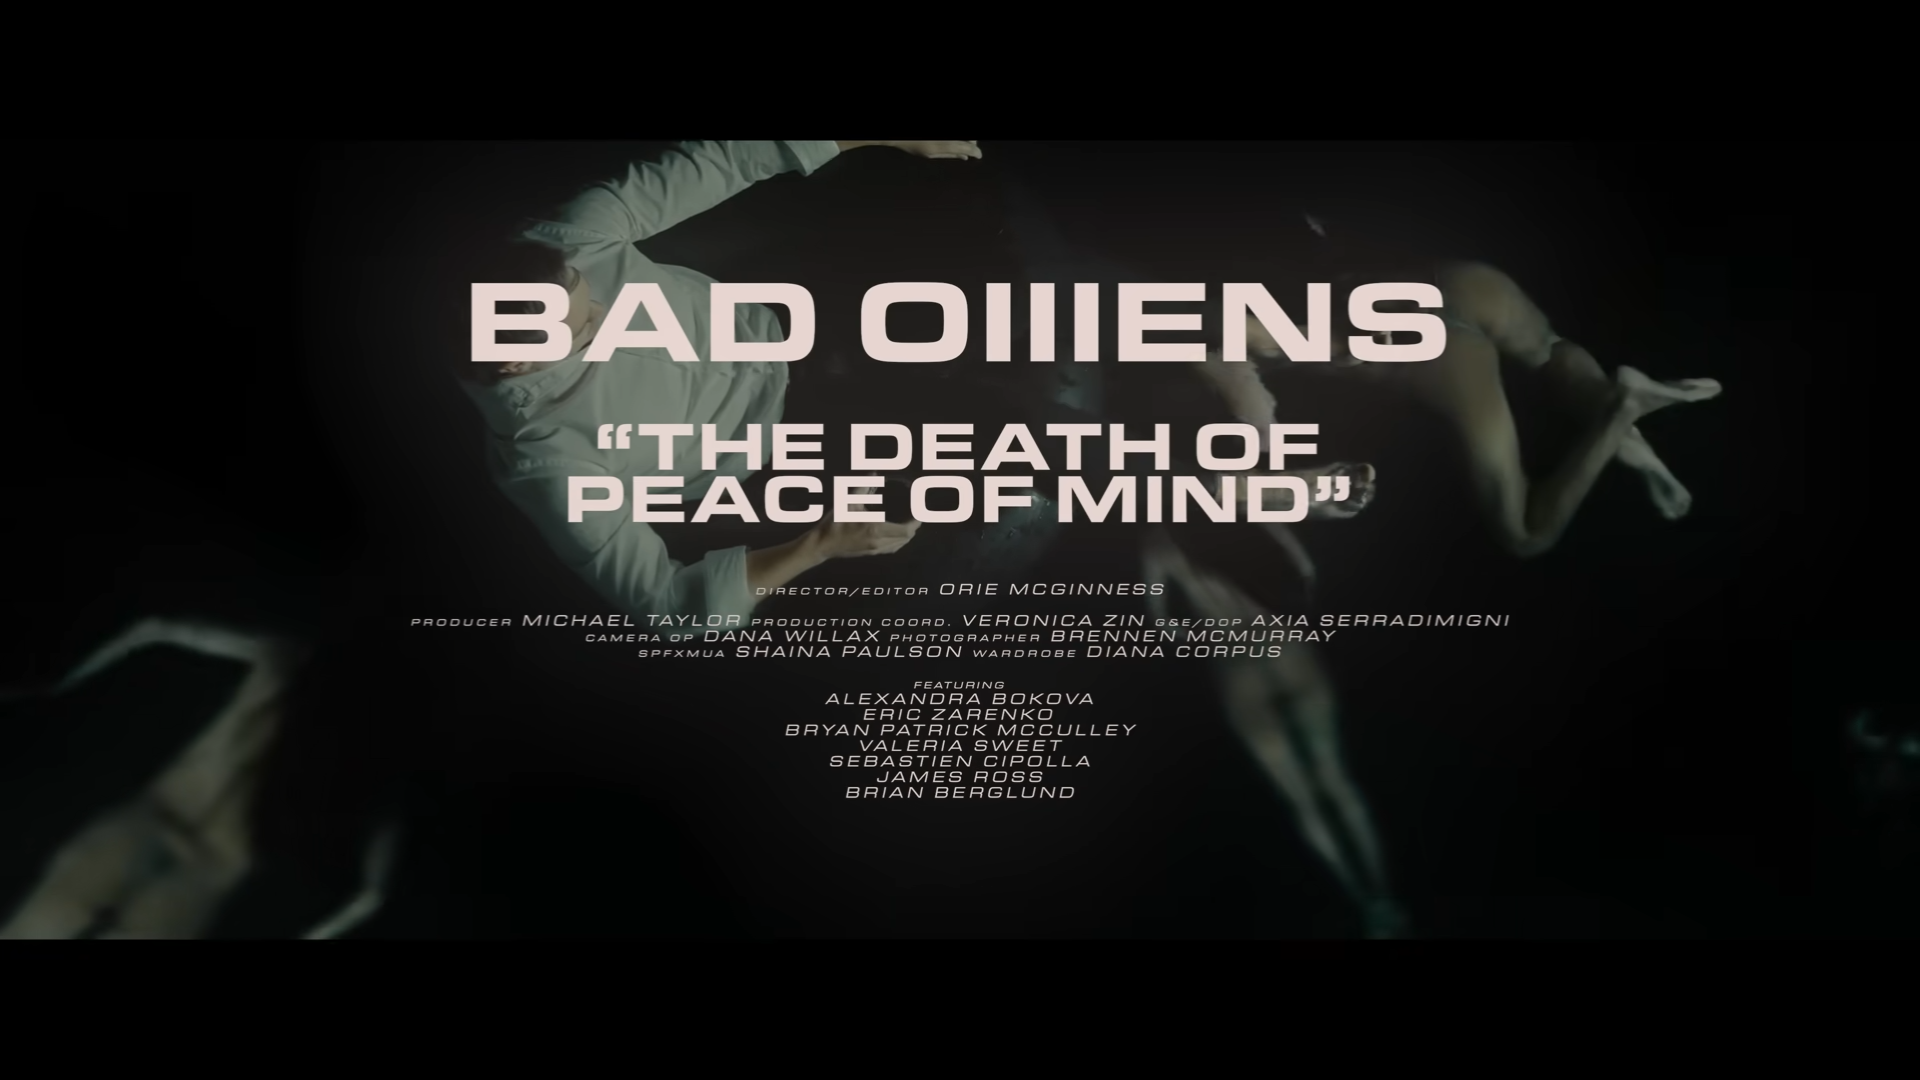 BAD OIIIENS
“THE DEATH OF
PEACE OF MIND”
DIRECTOR/EDITOR ORIE MCGINNESS
PRODUCER MICHAEL TAYLOR PRODUCTION COORD. VERONICA ZIN G&E/DOP AXIA SERRADIMIGNI
CAMERA OP DANA WILLAX PHOTOGRAPHER BRENNEN MCMURRAY
SPFXMUA SHAINA PAULSON WARDROBE DIANA CORPUS
FEATURING
ALEXANDRA BOKOVA
ERIC ZARENKO
BRYAN PATRICK MCCULLEY
VALERIA SWEET
SEBASTIEN CIPOLLA
JAMES ROSS
BRIAN BERGLUND